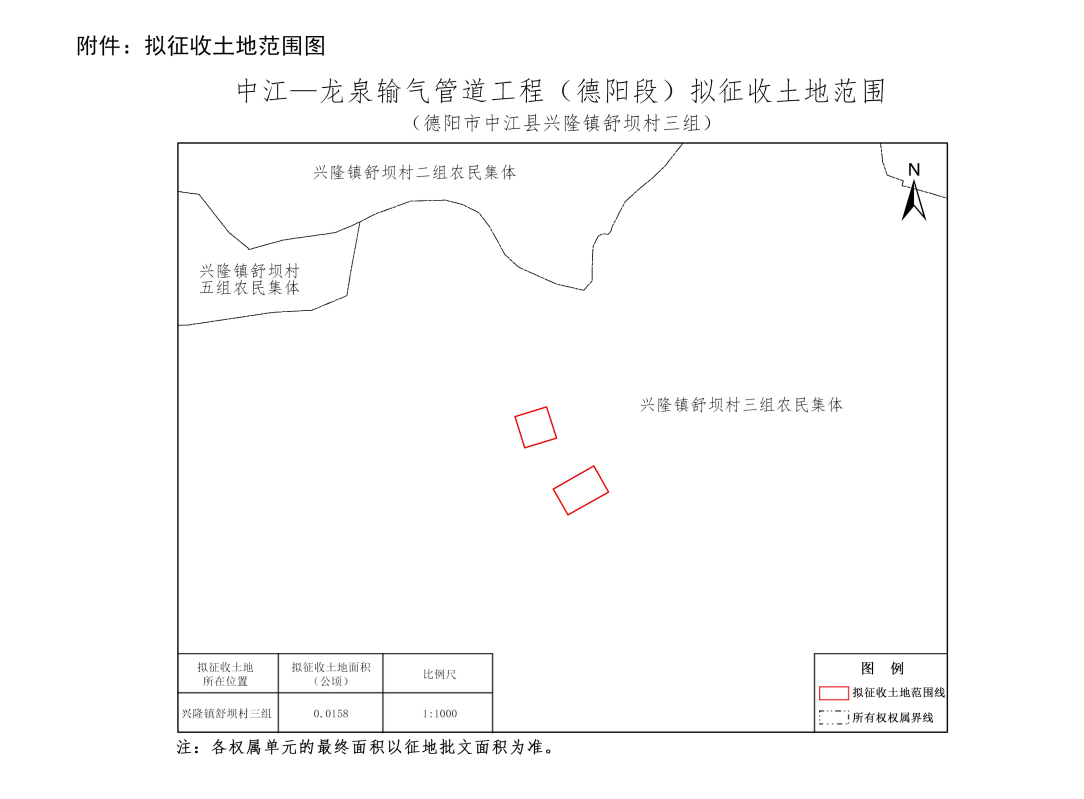 附件：拟征收土地范围图
中江—龙泉输气管道工程（德阳段）拟征收土地范围
（德阳市中江县兴隆镇舒坝村三组）
兴隆镇舒坝村二组农民集体
N
兴隆镇舒坝村
五组农民集体
兴隆镇舒坝村三组农民集体
拟征收土地
所在位置
拟征收土地面积
（公顷）
比例尺
兴隆镇舒坝村三组
0.0158
1:1000
图 例
拟征收土地范围线
所有权权属界线
注：各权属单元的最终面积以征地批文面积为准。